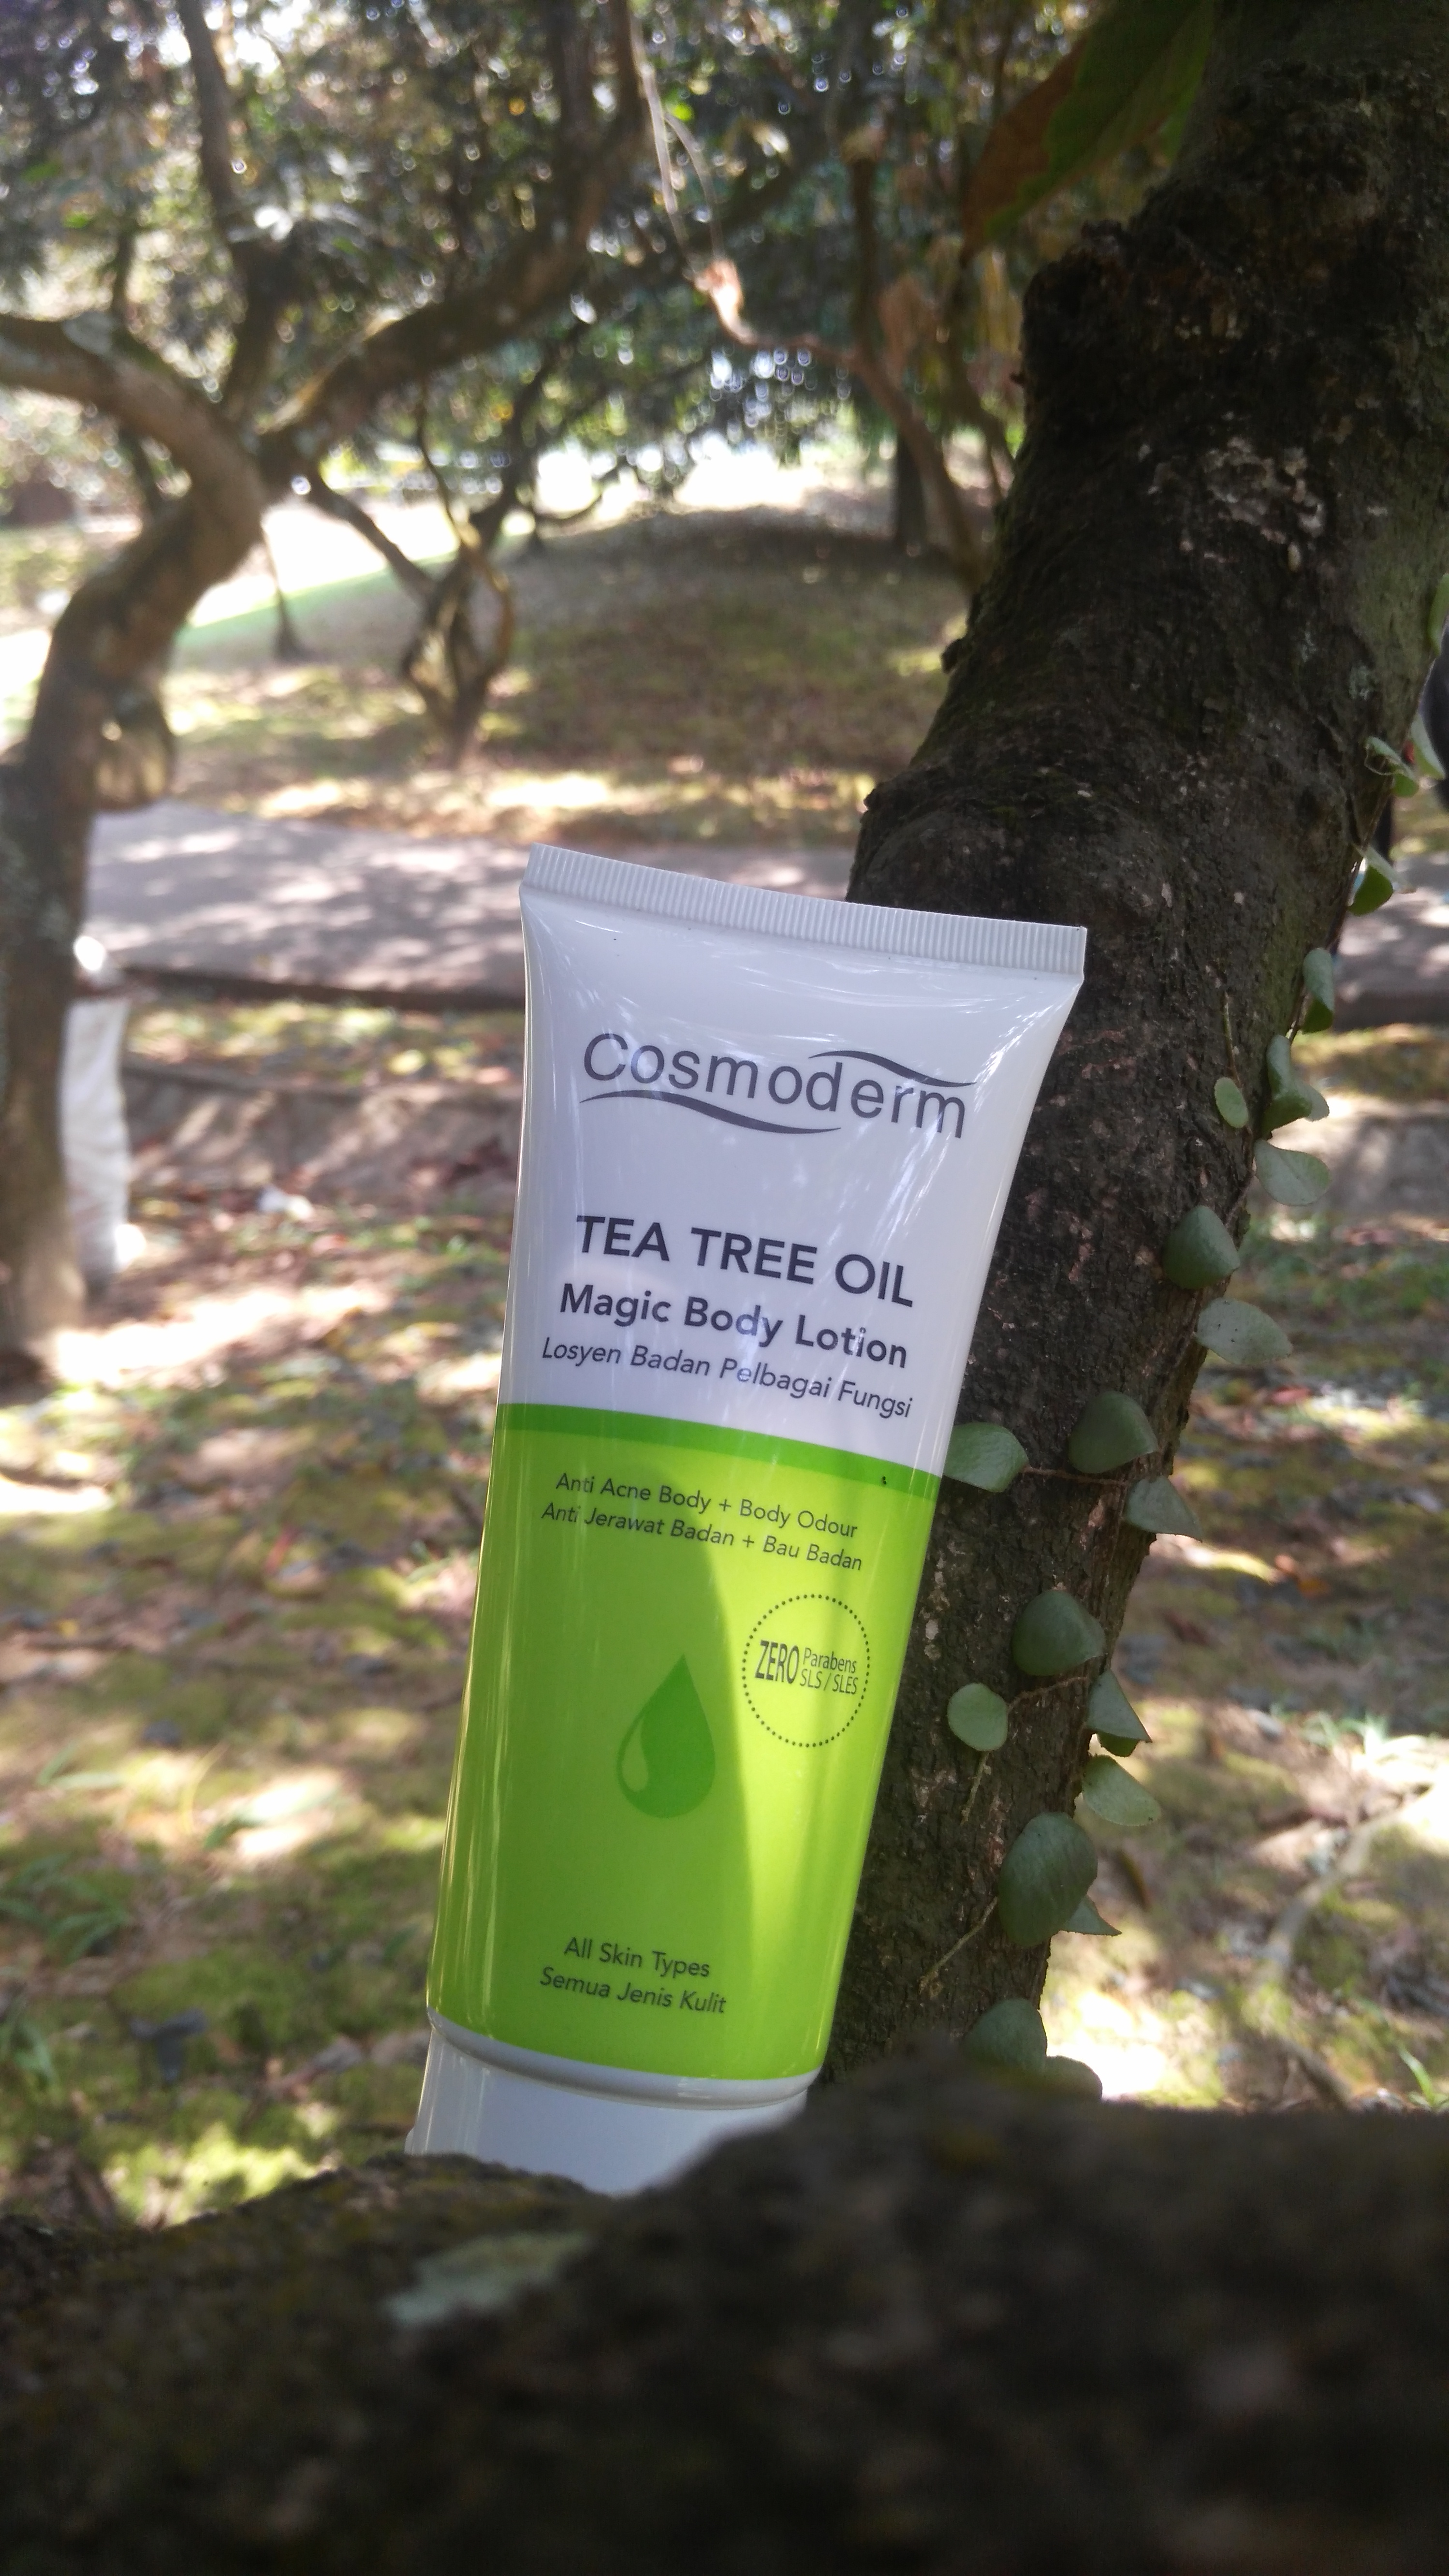 Cosmoderm
TEA TREE OIL
Magic Body Lotion
Losyen Badan Pelbagai Fungsi
Anti Acne Body + Body Odour
Anti Jerawat Badan + Bau Badan
ZERO Parabens
SLS / SLES
All Skin Types
Semua Jenis Kulit